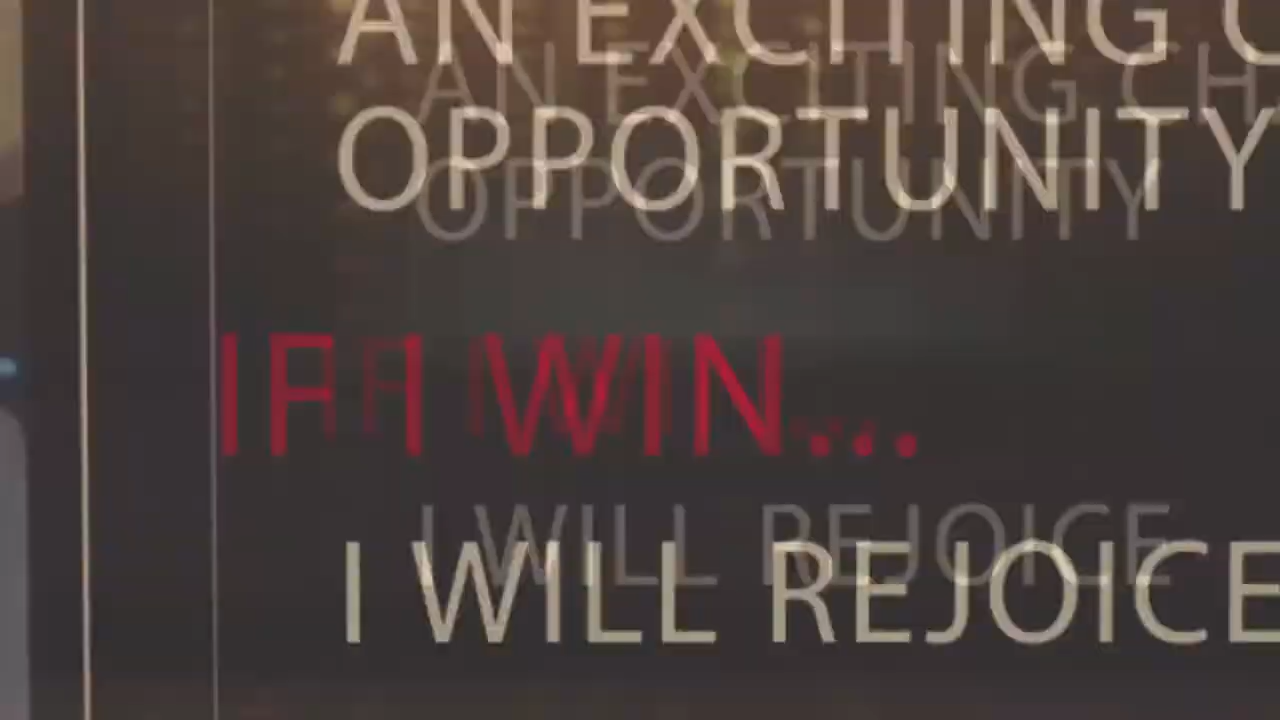 AN EXCITING
OPPORTUNITY
IF I WIN...
I WILL REJOICE